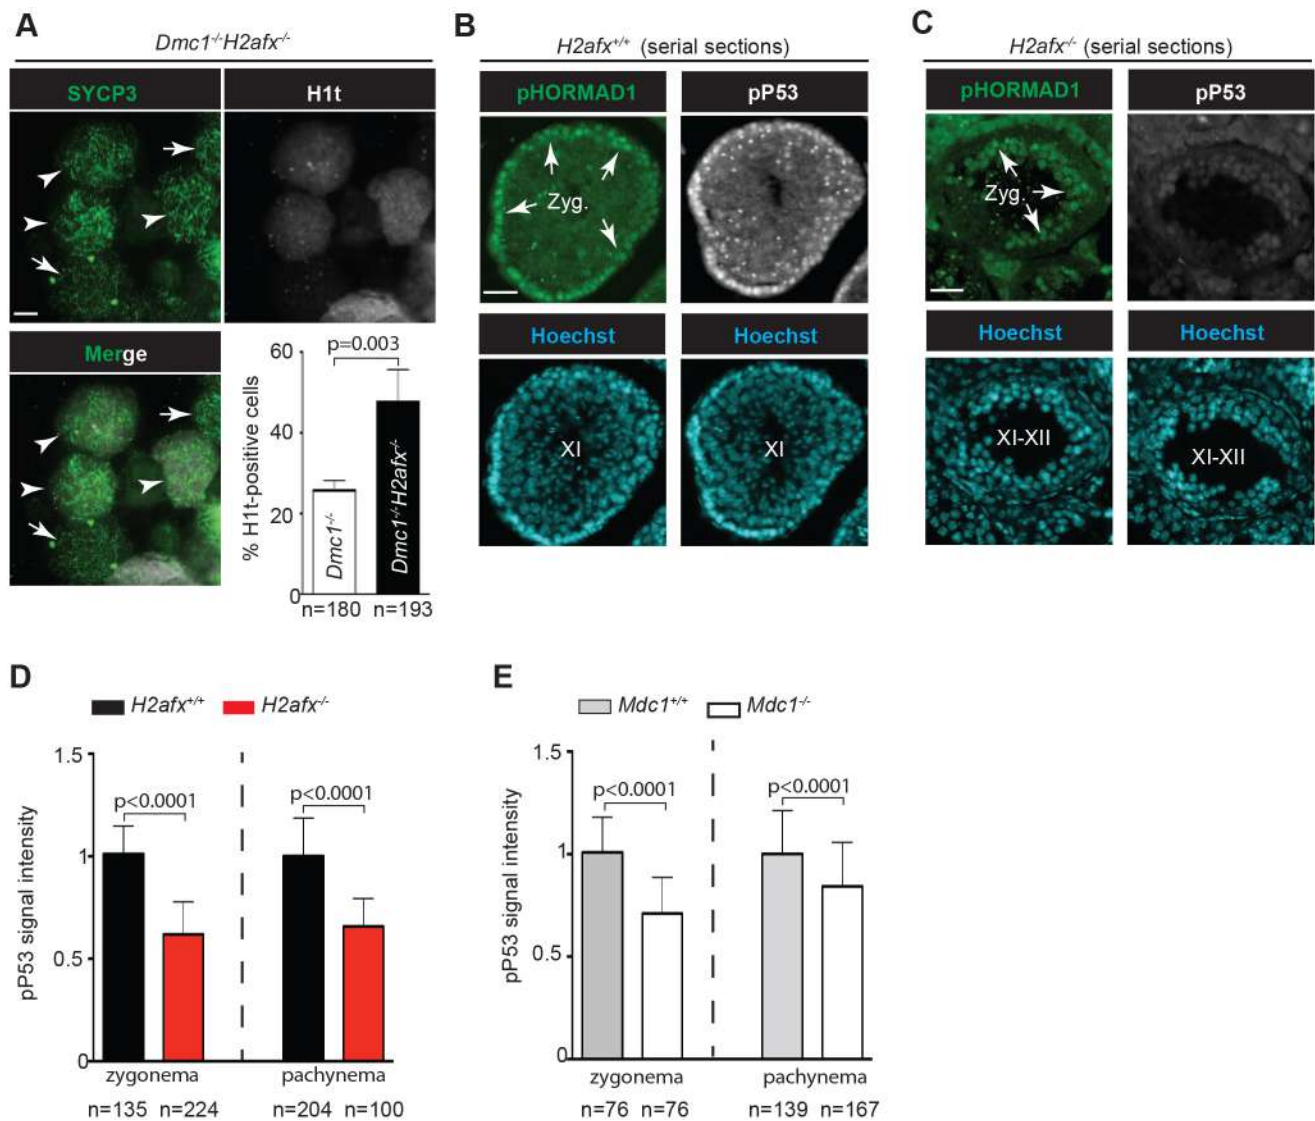 A
Dmc1-/-H2afx-/-
SYCP3
H1t
Merge
% H1t-positive cells
60
40
20
0
p=0.003
Dmc1-/-
Dmc1-/-H2afx-/-
n=180 n=193
B
H2afx+/+ (serial sections)
pHORMAD1
pP53
Zyg.
Hoechst
Hoechst
XI
XI
C
H2afx-/- (serial sections)
pHORMAD1
pP53
Zyg.
Hoechst
Hoechst
XI-XII
XI-XII
D
H2afx+/+ H2afx-/-
pP53 signal intensity
1.5
1
0.5
0
p<0.0001
p<0.0001
zygonema pachynema
n=135 n=224 n=204 n=100
E
Mdc1+/+ Mdc1-/-
pP53 signal intensity
1.5
1
0.5
0
p<0.0001
p<0.0001
zygonema pachynema
n=76 n=76 n=139 n=167